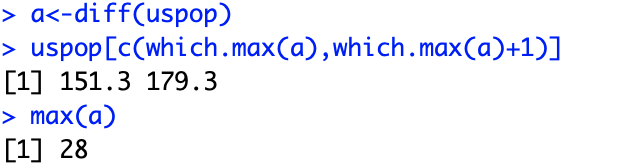 > a<-diff(uspop)
> uspop[c(which.max(a),which.max(a)+1)]
[1] 151.3 179.3
> max(a)
[1] 28